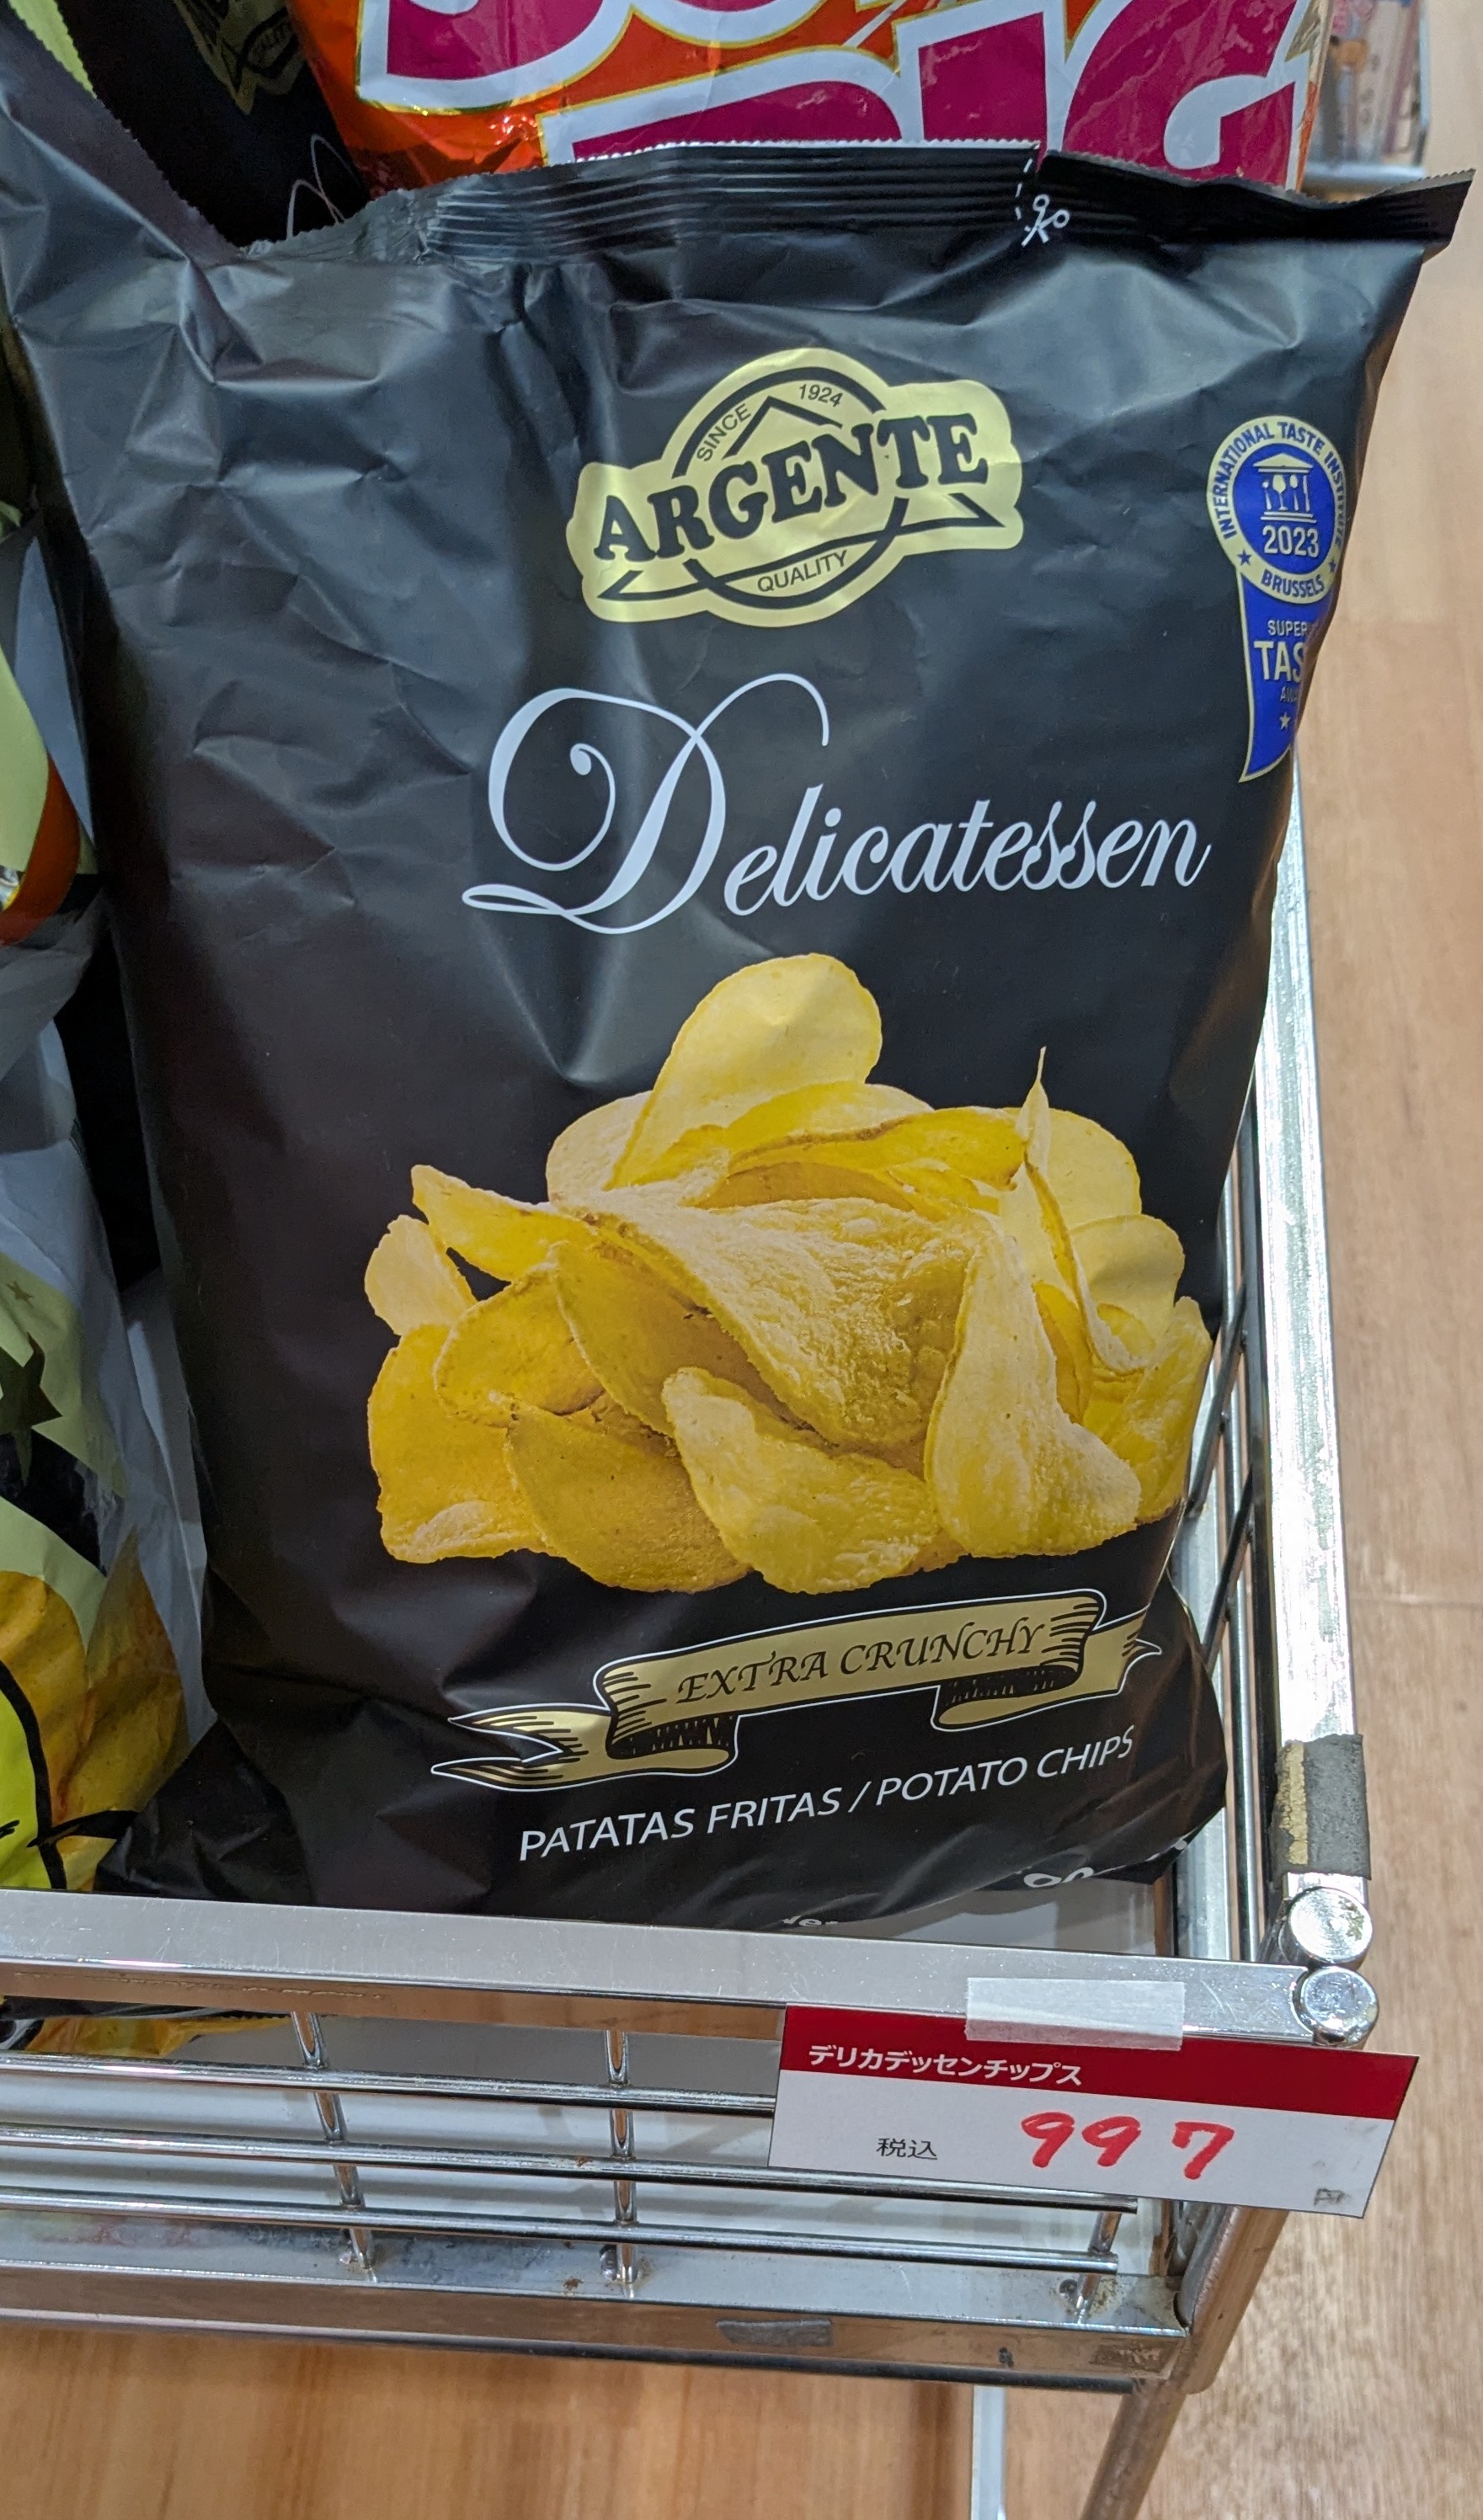 SINCE 1924
ARGENTE
QUALITY
INTERNATIONAL TASTE INSTITUTE
2023
BRUSSELS
Delicatessen
EXTRA CRUNCHY
PATATAS FRITAS / POTATO CHIPS
デリカデッセンチップス
税込 997
円